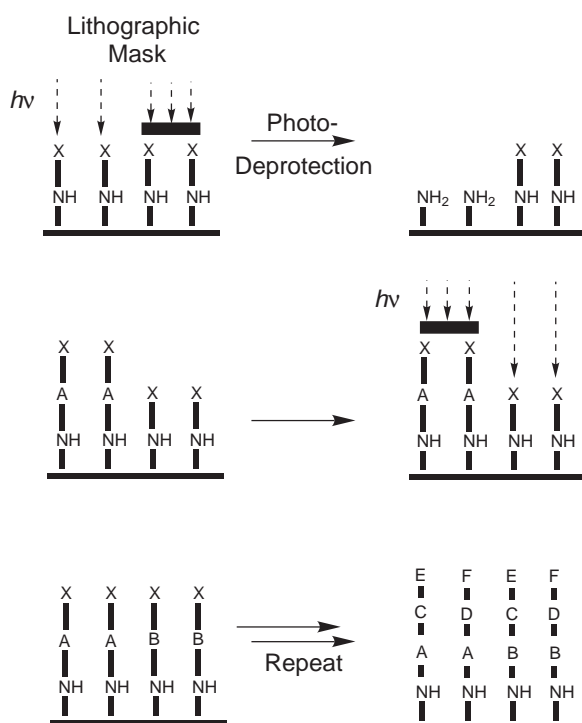 Lithographic
Mask
hν
Photo-
Deprotection
X X X X
NH NH NH NH
X X
NH₂ NH₂ NH NH
hν
X X
A A X X
NH NH NH NH
X X
A A X X
NH NH NH NH
X X X X
A A B B
NH NH NH NH
Repeat
E F E F
C D C D
A A B B
NH NH NH NH